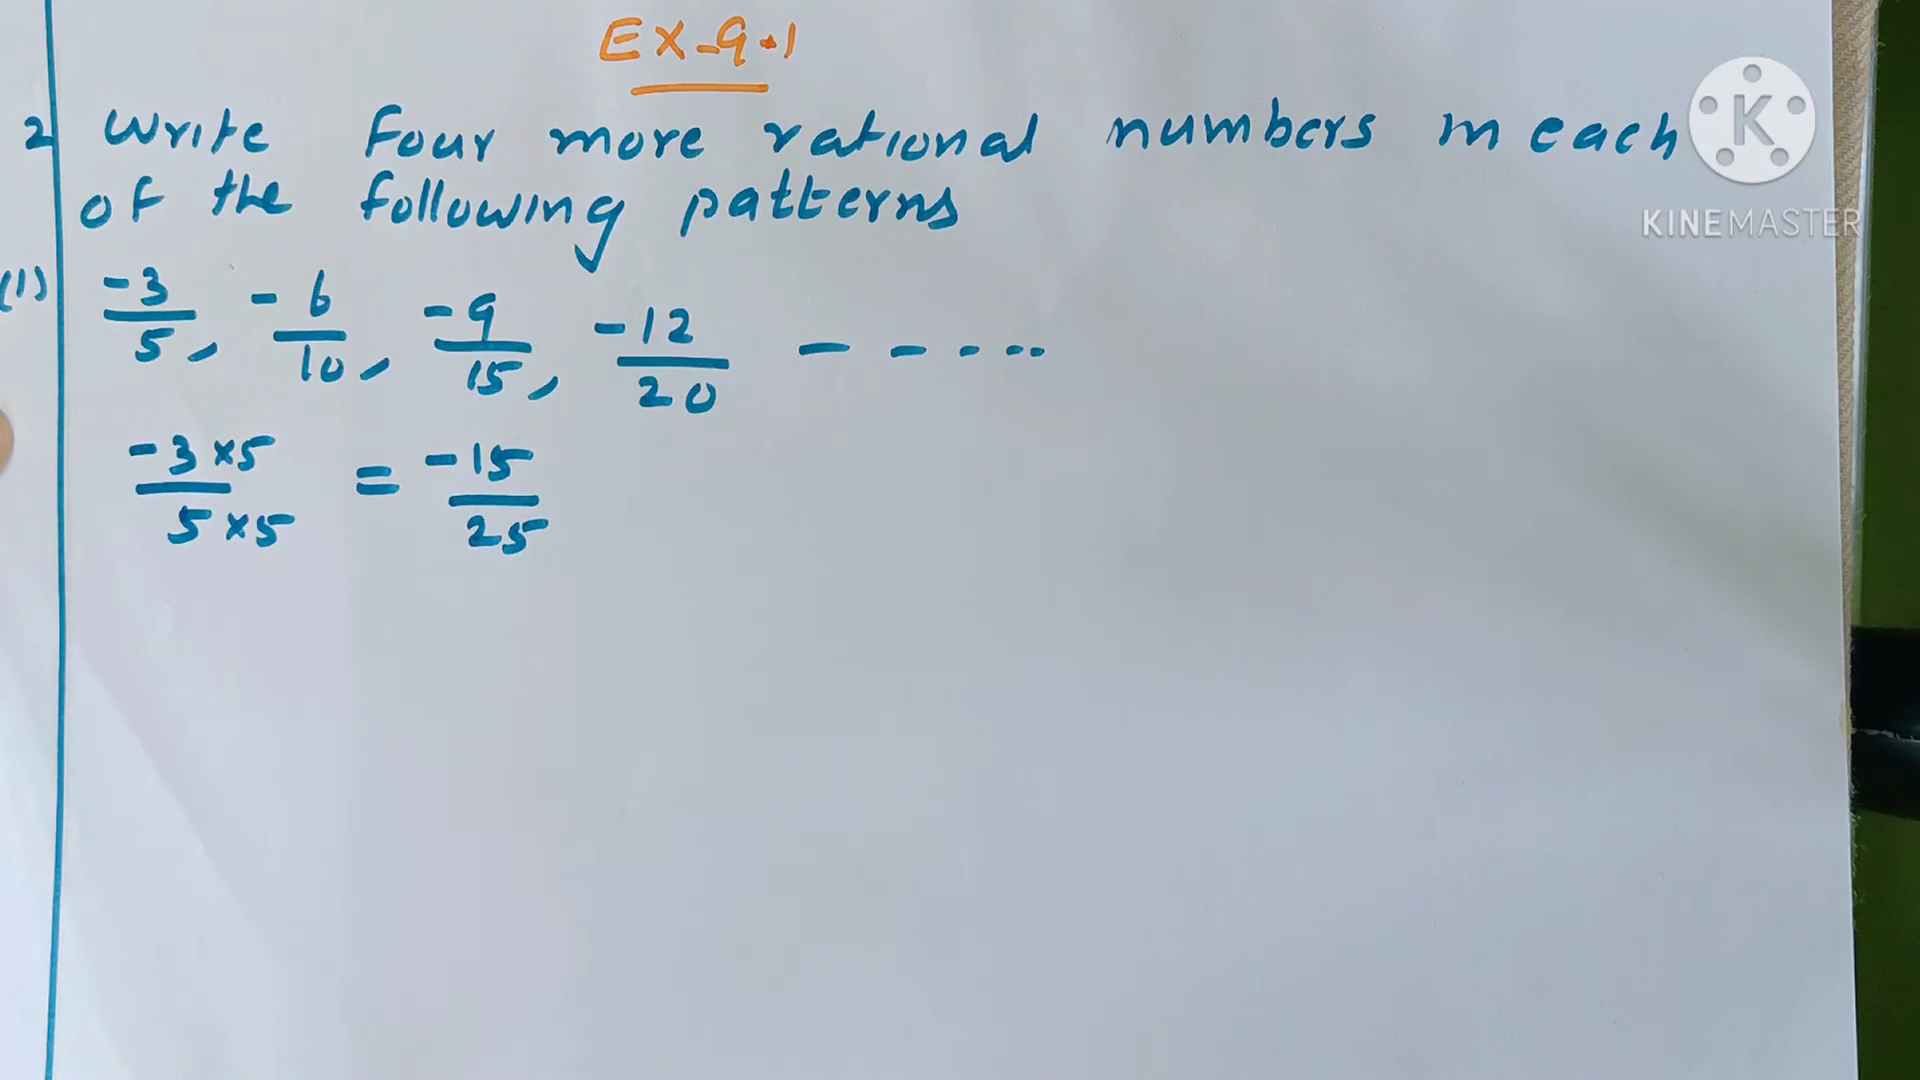 Ex-9.1
2 Write Four more rational numbers in each
of the following patterns
(1) -3/5, -6/10, -9/15, -12/20 - - - - -
-3×5/5×5 = -15/25
K
KINEMASTER